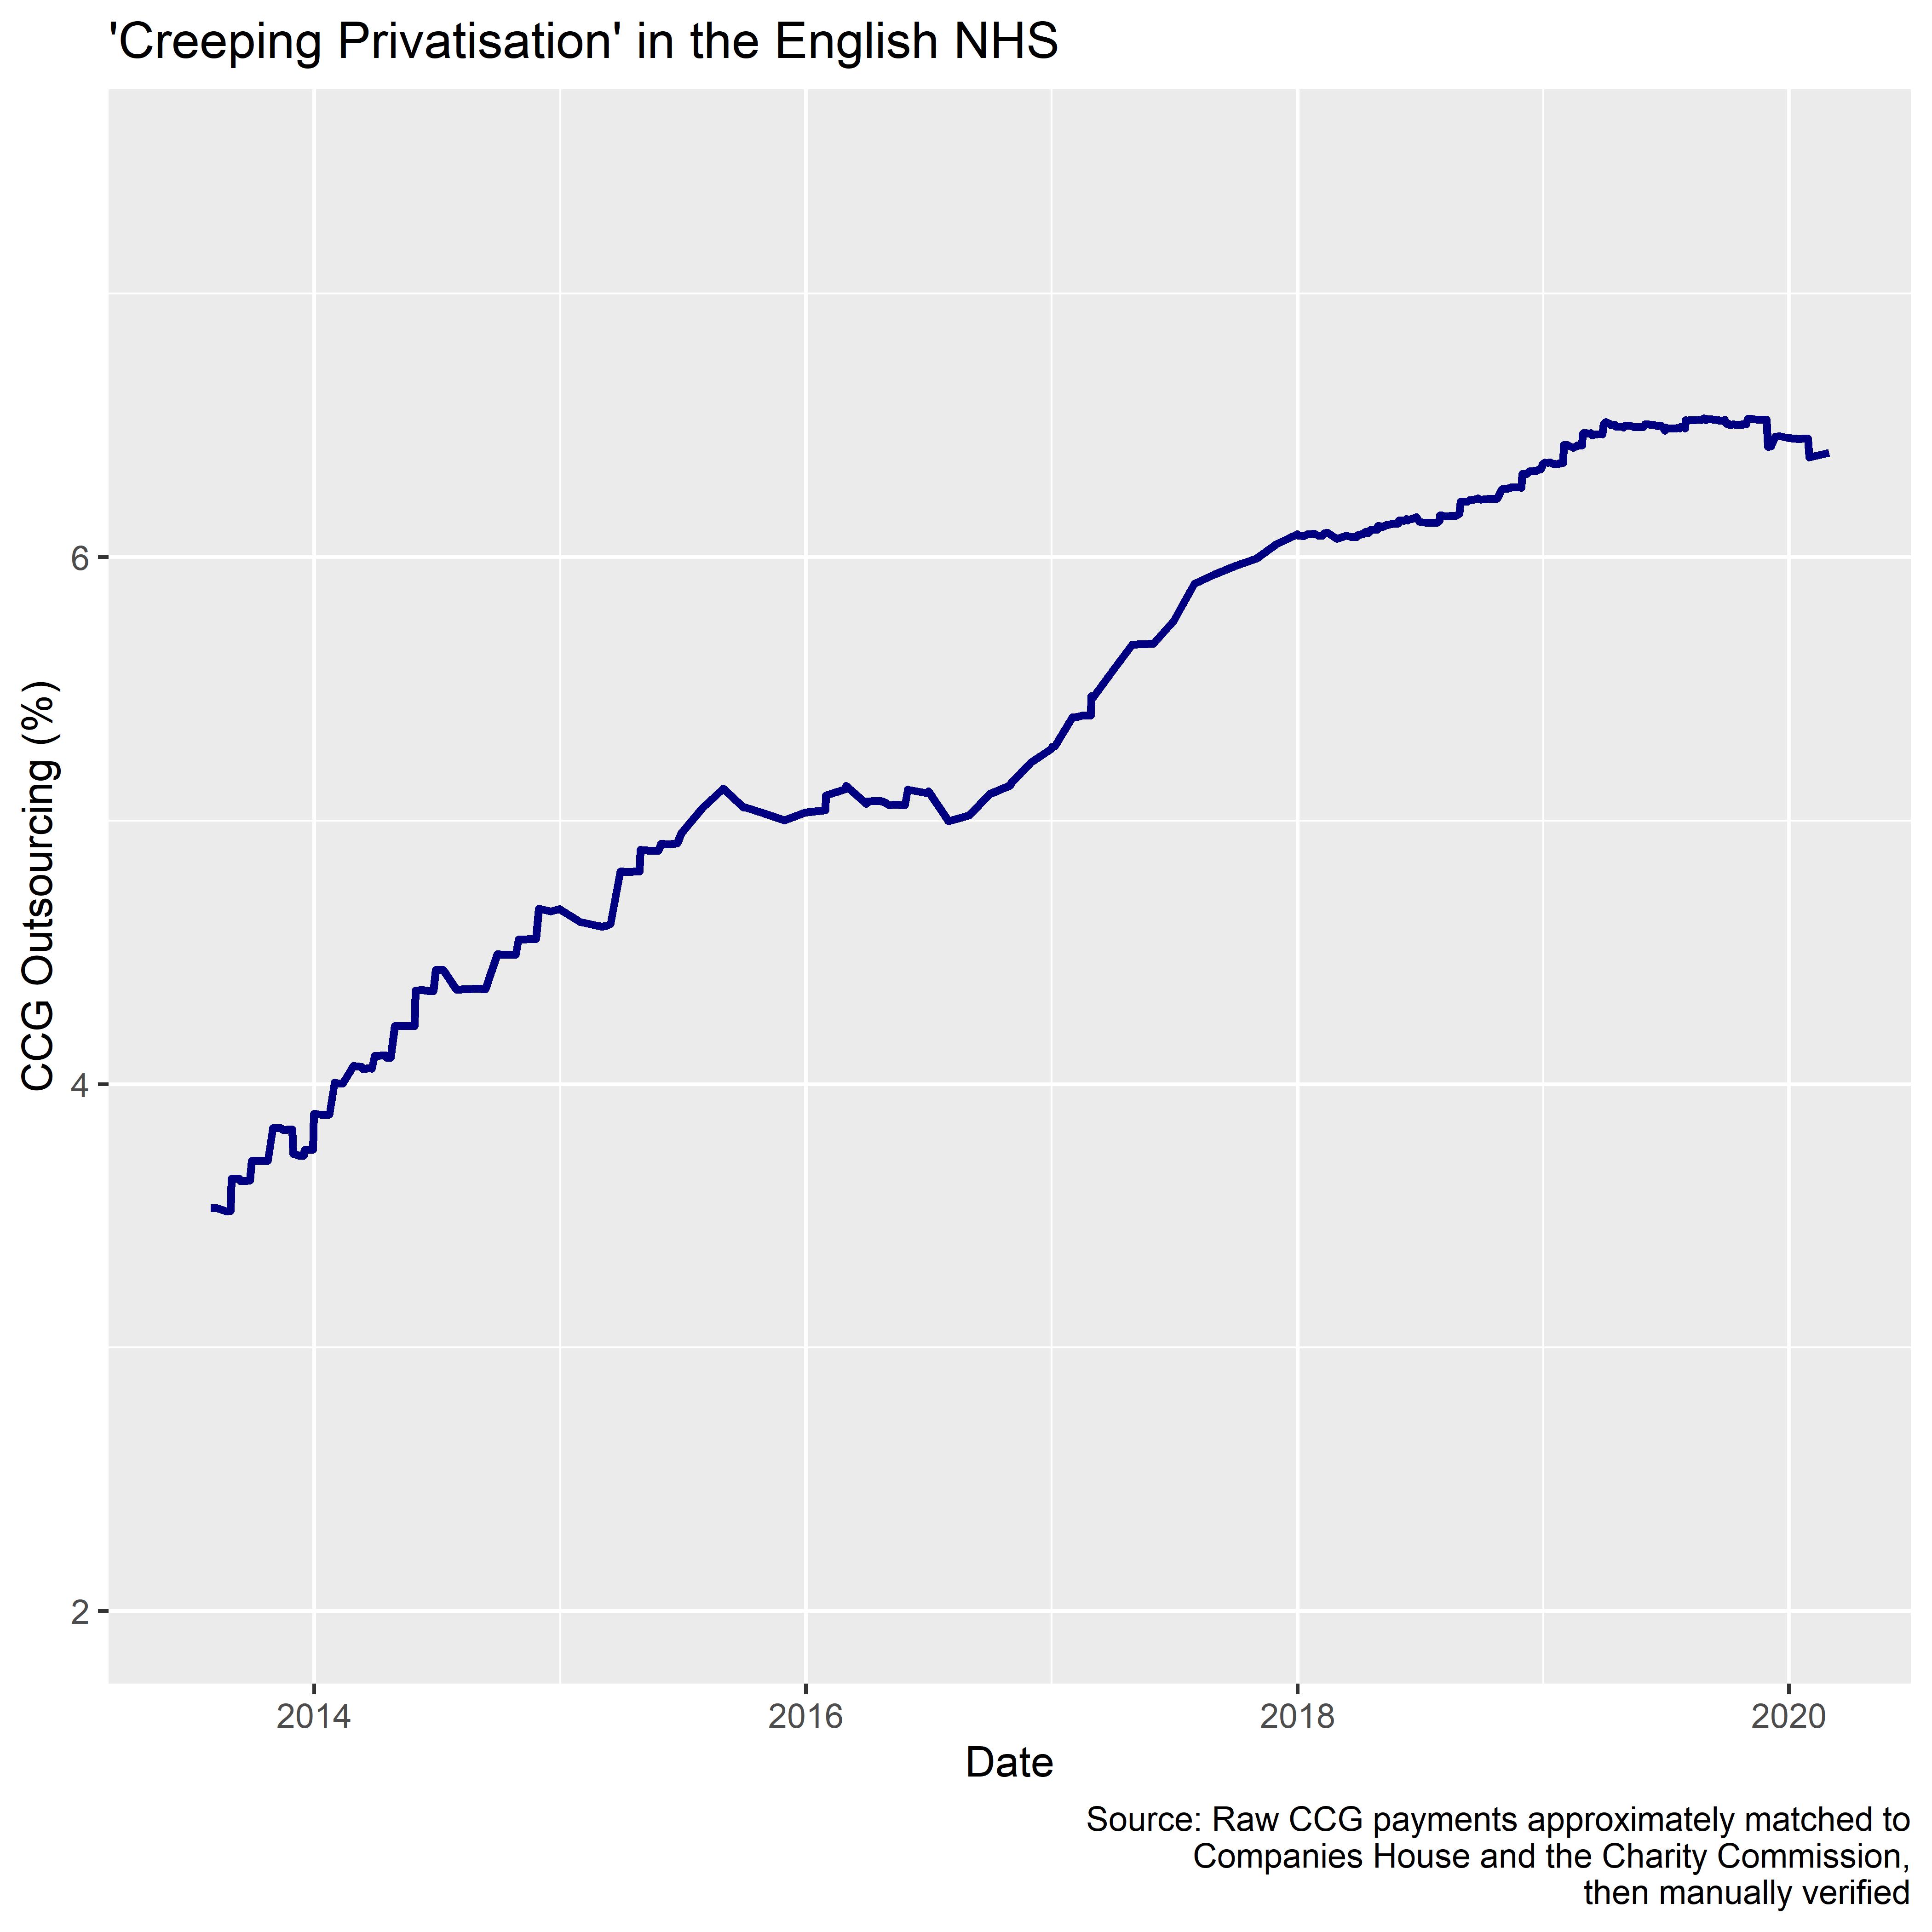 'Creeping Privatisation' in the English NHS
CCG Outsourcing (%)
6
4
2
2014
2016
2018
2020
Date
Source: Raw CCG payments approximately matched to
Companies House and the Charity Commission,
then manually verified